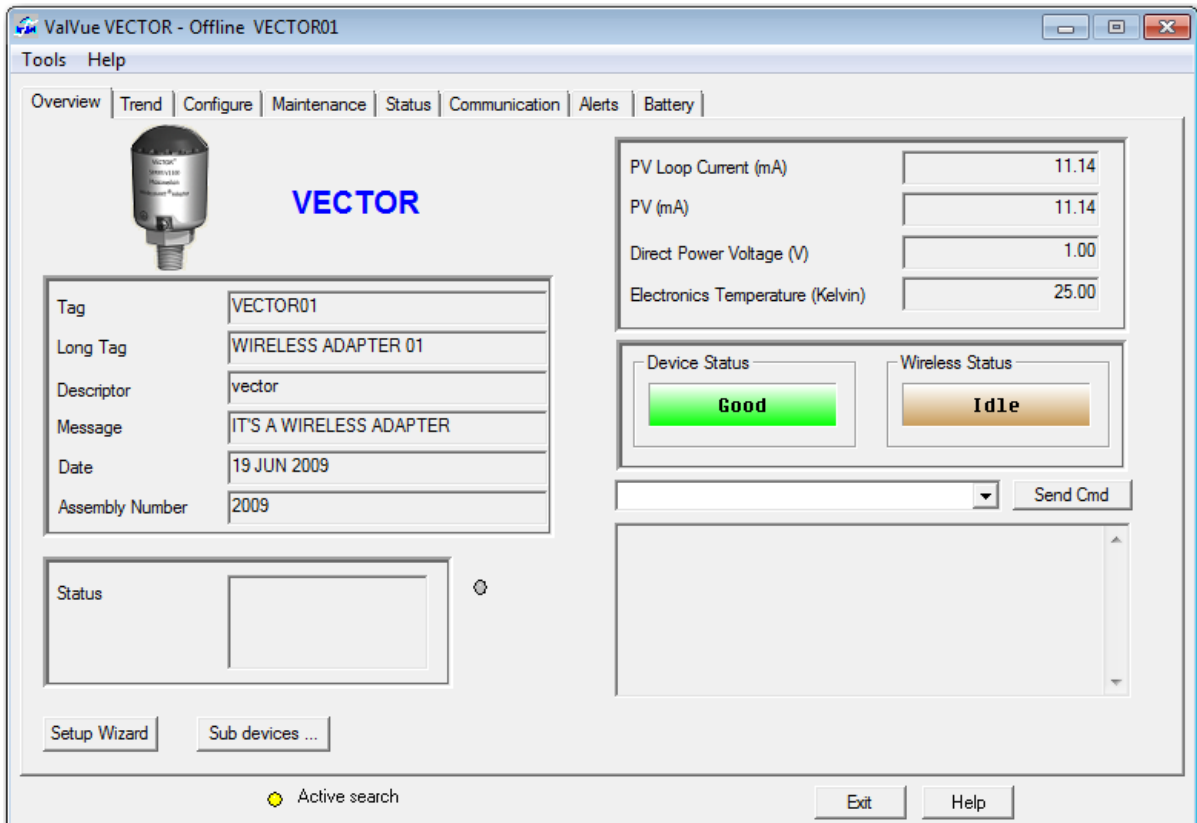 ValVue VECTOR - Offline VECTOR01
Tools Help
Overview Trend Configure Maintenance Status Communication Alerts Battery
VECTOR
Tag VECTOR01
Long Tag WIRELESS ADAPTER 01
Descriptor vector
Message IT'S A WIRELESS ADAPTER
Date 19 JUN 2009
Assembly Number 2009
Status
Setup Wizard Sub devices ...
PV Loop Current (mA) 11.14
PV (mA) 11.14
Direct Power Voltage (V) 1.00
Electronics Temperature (Kelvin) 25.00
Device Status Wireless Status
Good Idle
Send Cmd
Active search
Exit Help